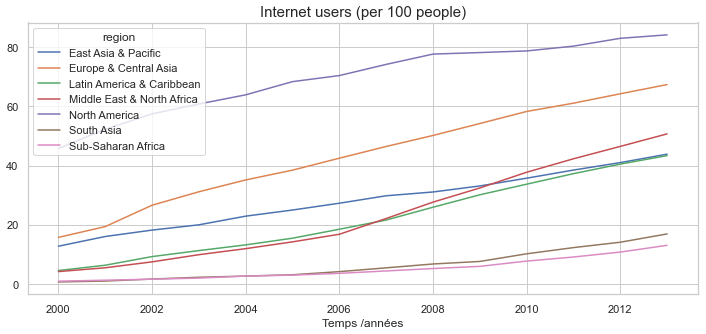 Internet users (per 100 people)
region
East Asia & Pacific
Europe & Central Asia
Latin America & Caribbean
Middle East & North Africa
North America
South Asia
Sub-Saharan Africa
80
60
40
20
0
2000 2002 2004 2006 2008 2010 2012
Temps /années